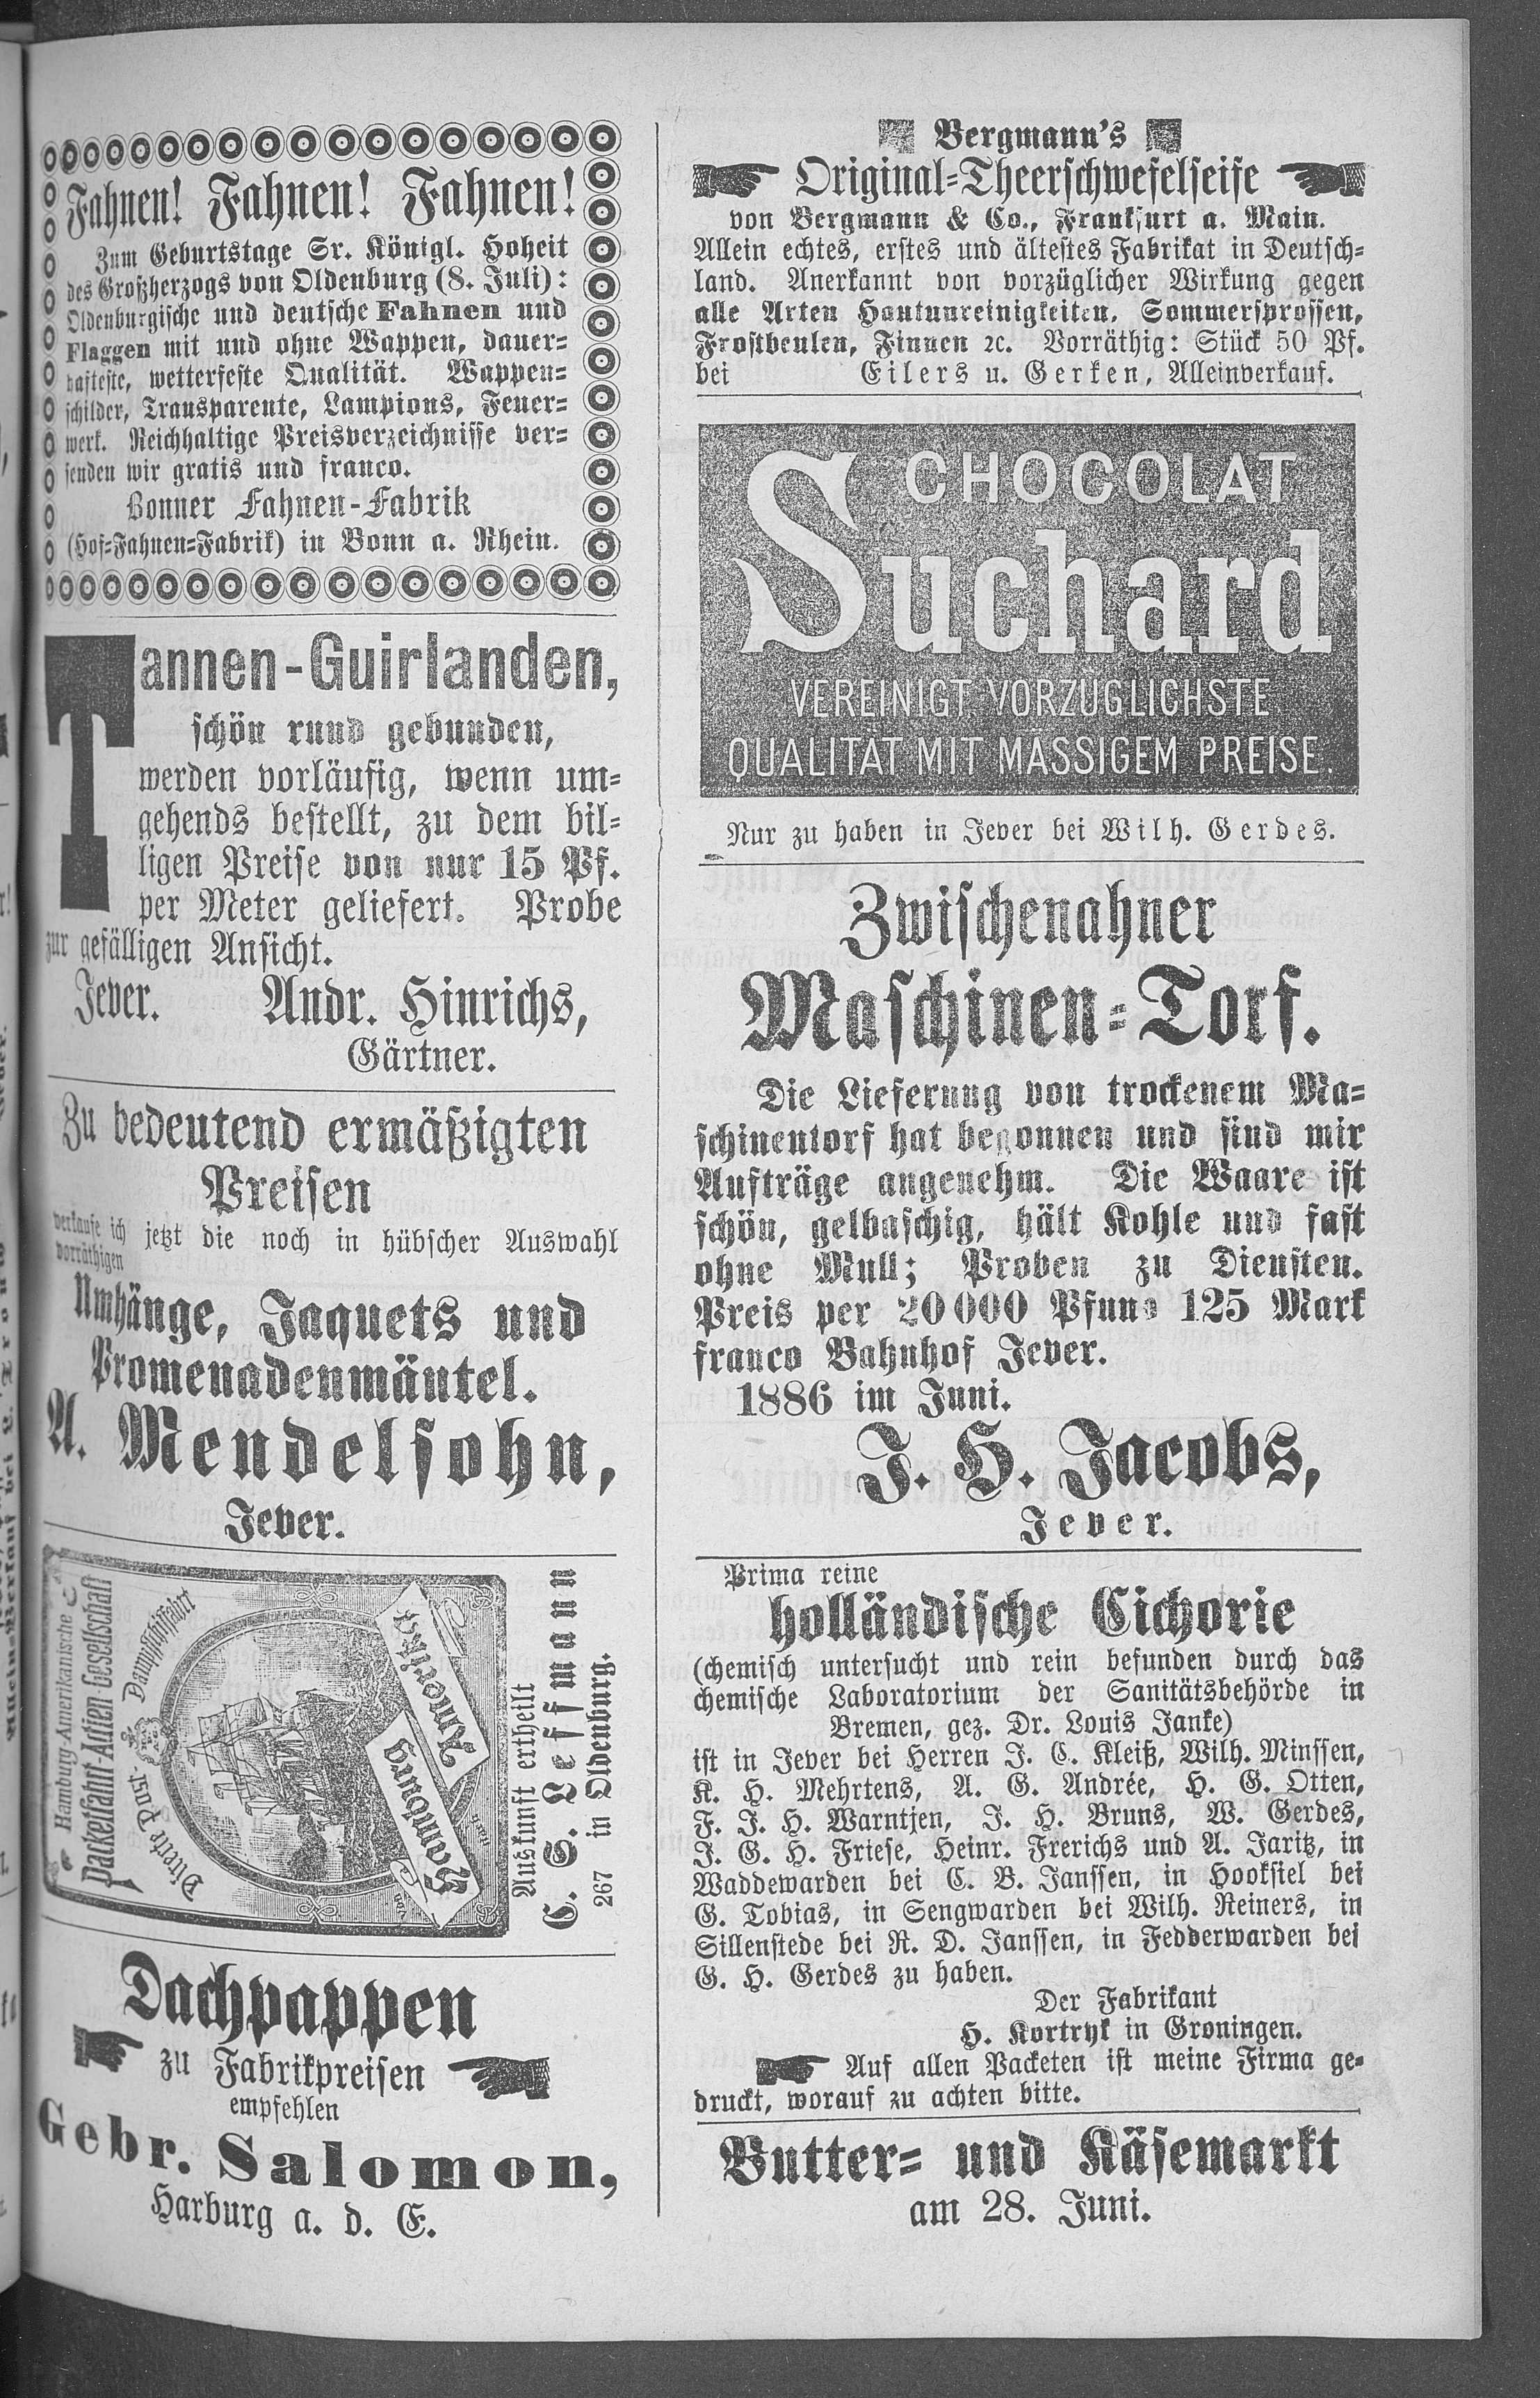 Fahnen! Fahnen! Fahnen!
Zum Geburtstage Sr. Königl. Hoheit
des Großherzogs von Oldenburg (8. Juli):
Oldenburgische und deutsche Fahnen und
Flaggen mit und ohne Wappen, dauer-
hafteste, wetterfeste Qualität. Wappen-
schilder, Transparente, Lampions, Feuer-
werk. Reichhaltige Preisverzeichnisse ver-
senden wir gratis und franco.
Bonner Fahnen-Fabrik
(Hof-Fahnen-Fabrik) in Bonn a. Rhein.
Tannen-Guirlanden,
schön rund gebunden,
werden vorläufig, wenn um-
gehends bestellt, zu dem bil-
ligen Preise von nur 15 Pf.
per Meter geliefert. Probe
zur gefälligen Ansicht.
Jever. Andr. Hinrichs,
Gärtner.
Zu bedeutend ermäßigten
Preisen
verkaufe ich jetzt die noch in hübscher Auswahl
vorräthigen
Umhänge, Jaquets und
Promenadenmäntel.
A. Mendelsohn,
Jever.
Hamburg-Amerikanische
Packetfahrt-Actien-Gesellschaft
Directe Post-Dampfschifffahrt
von Hamburg nach
Amerika
Auskunft ertheilt
G. G. Leffmann
267 in Oldenburg.
Dachpappen
zu Fabrikpreisen
empfehlen
Gebr. Salomon,
Harburg a. d. E.
Bergmann's
Original-Theerschwefelseife
von Bergmann & Co., Frankfurt a. Main.
Allein echtes, erstes und ältestes Fabrikat in Deutsch-
land. Anerkannt von vorzüglicher Wirkung gegen
alle Arten Hautunreinigkeiten, Sommersprossen,
Frostbeulen, Finnen ꝛc. Vorräthig: Stück 50 Pf.
bei Eilers u. Gerken, Alleinverkauf.
CHOCOLAT
Suchard
VEREINIGT VORZÜGLICHSTE
QUALITÄT MIT MÄSSIGEM PREISE.
Nur zu haben in Jever bei Wilh. Gerdes.
Zwischenahner
Maschinen-Torf.
Die Lieferung von trockenem Ma-
schinentorf hat begonnen und sind mir
Aufträge angenehm. Die Waare ist
schön, gelbaschig, hält Kohle und fast
ohne Mull; Proben zu Diensten.
Preis per 20 000 Pfund 125 Mark
franco Bahnhof Jever.
1886 im Juni.
J. H. Jacobs,
Jever.
Prima reine
holländische Cichorie
(chemisch untersucht und rein befunden durch das
chemische Laboratorium der Sanitätsbehörde in
Bremen, gez. Dr. Louis Janke)
ist in Jever bei Herren J. C. Kleiß, Wilh. Minssen,
K. H. Mehrtens, A. G. Andrée, H. G. Otten,
F. J. H. Warntjen, J. H. Bruns, W. Gerdes,
J. G. H. Friese, Heinr. Frerichs und A. Jaritz, in
Waddewarden bei C. B. Janssen, in Hooksiel bei
G. Tobias, in Sengwarden bei Wilh. Reiners, in
Sillenstede bei R. D. Janssen, in Fedderwarden bei
G. H. Gerdes zu haben.
Der Fabrikant
H. Kortryk in Groningen.
Auf allen Packeten ist meine Firma ge-
druckt, worauf zu achten bitte.
Butter- und Käsemarkt
am 28. Juni.